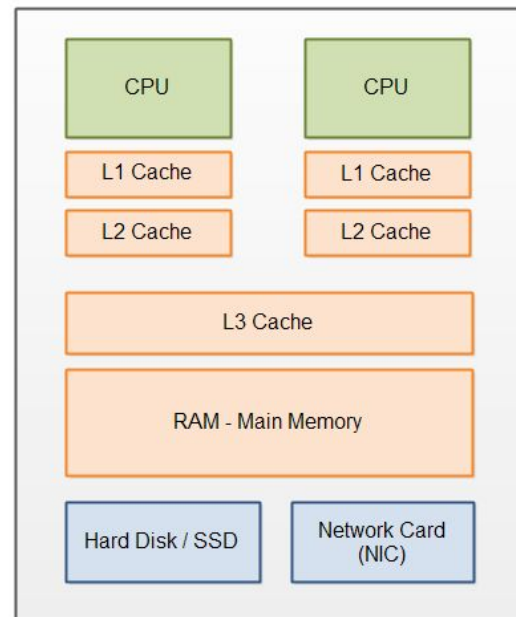 CPU
CPU
L1 Cache
L1 Cache
L2 Cache
L2 Cache
L3 Cache
RAM - Main Memory
Hard Disk / SSD
Network Card
(NIC)